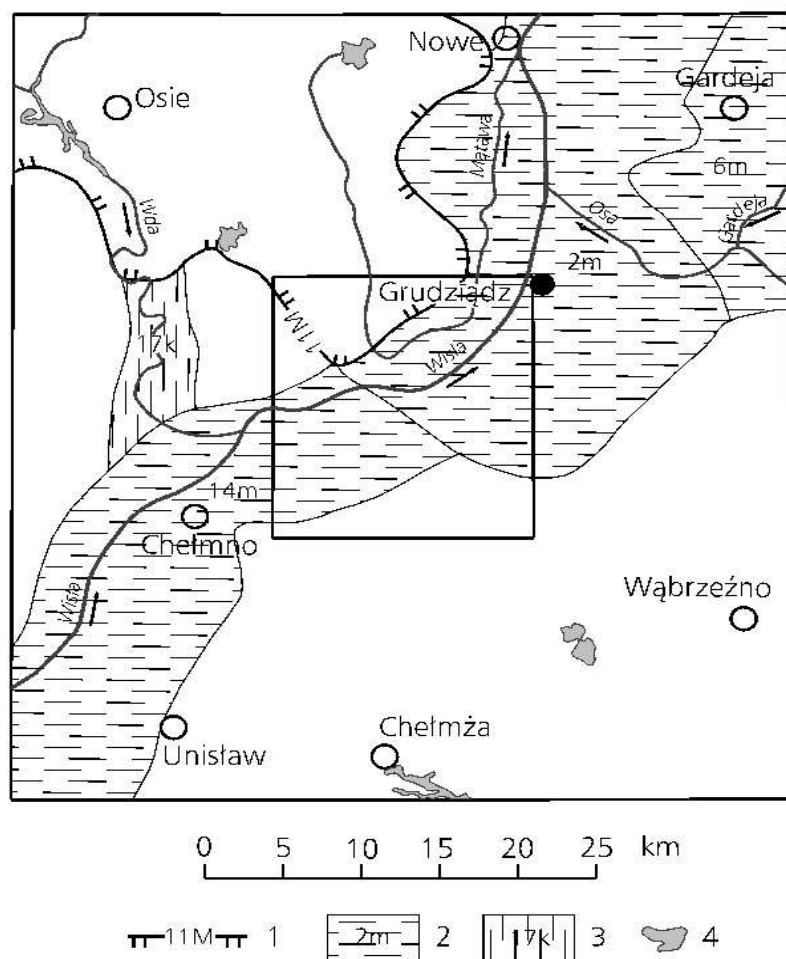 Nowe
Gardeja
Osie
Mątawa
6m
Wda
Osa
Gardeja
2m
Grudziądz
11M
17k
Wisła
14m
Chełmno
Wisła
Wąbrzeźno
Chełmża
Unisław
0 5 10 15 20 25 km
11M 1 2m 2 17k 3 4